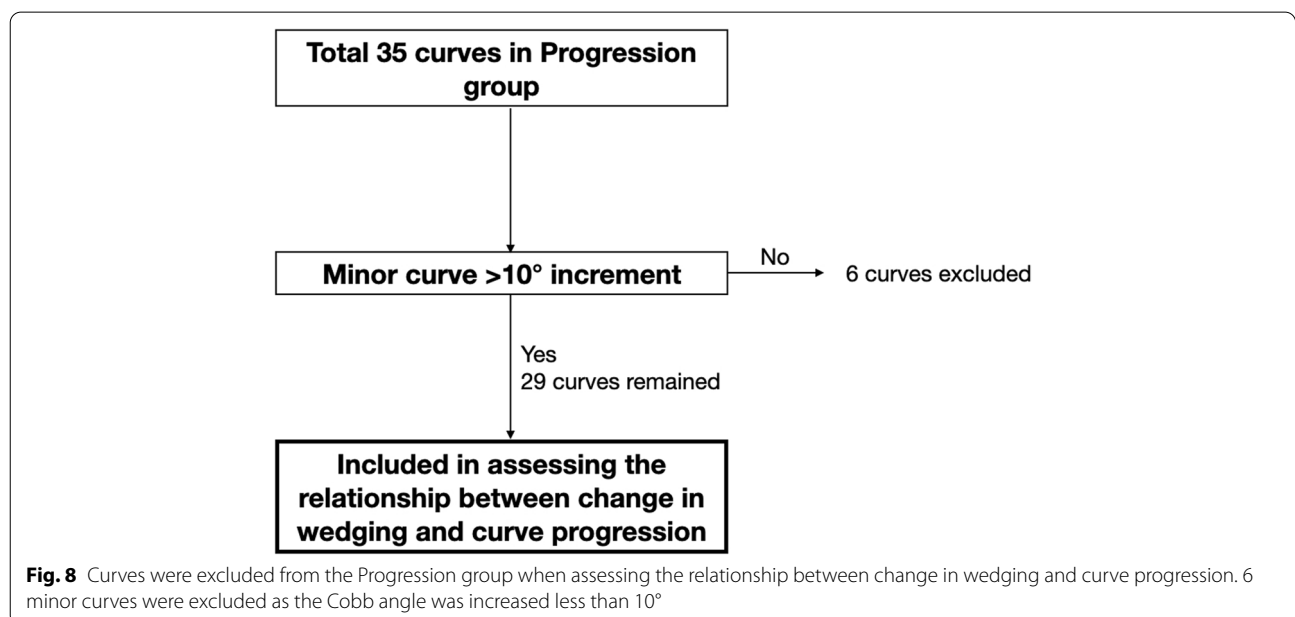 Total 35 curves in Progression
group
Minor curve >10° increment
No
6 curves excluded
Yes
29 curves remained
Included in assessing the
relationship between change in
wedging and curve progression
Fig. 8 Curves were excluded from the Progression group when assessing the relationship between change in wedging and curve progression. 6
minor curves were excluded as the Cobb angle was increased less than 10°